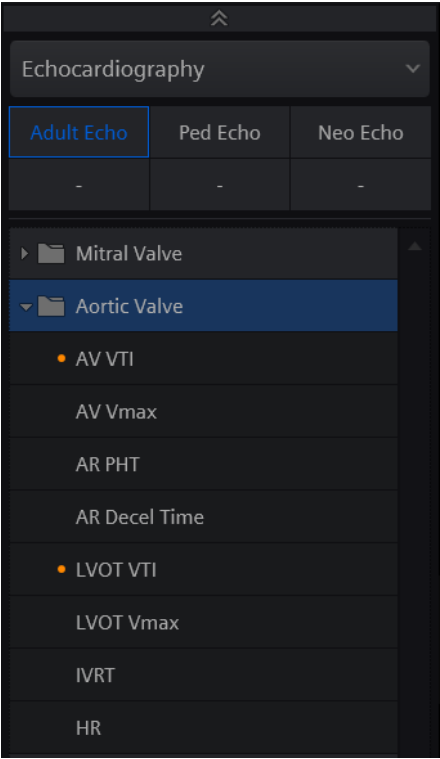 Echocardiography
Adult Echo Ped Echo Neo Echo
- - -
Mitral Valve
Aortic Valve
AV VTI
AV Vmax
AR PHT
AR Decel Time
LVOT VTI
LVOT Vmax
IVRT
HR